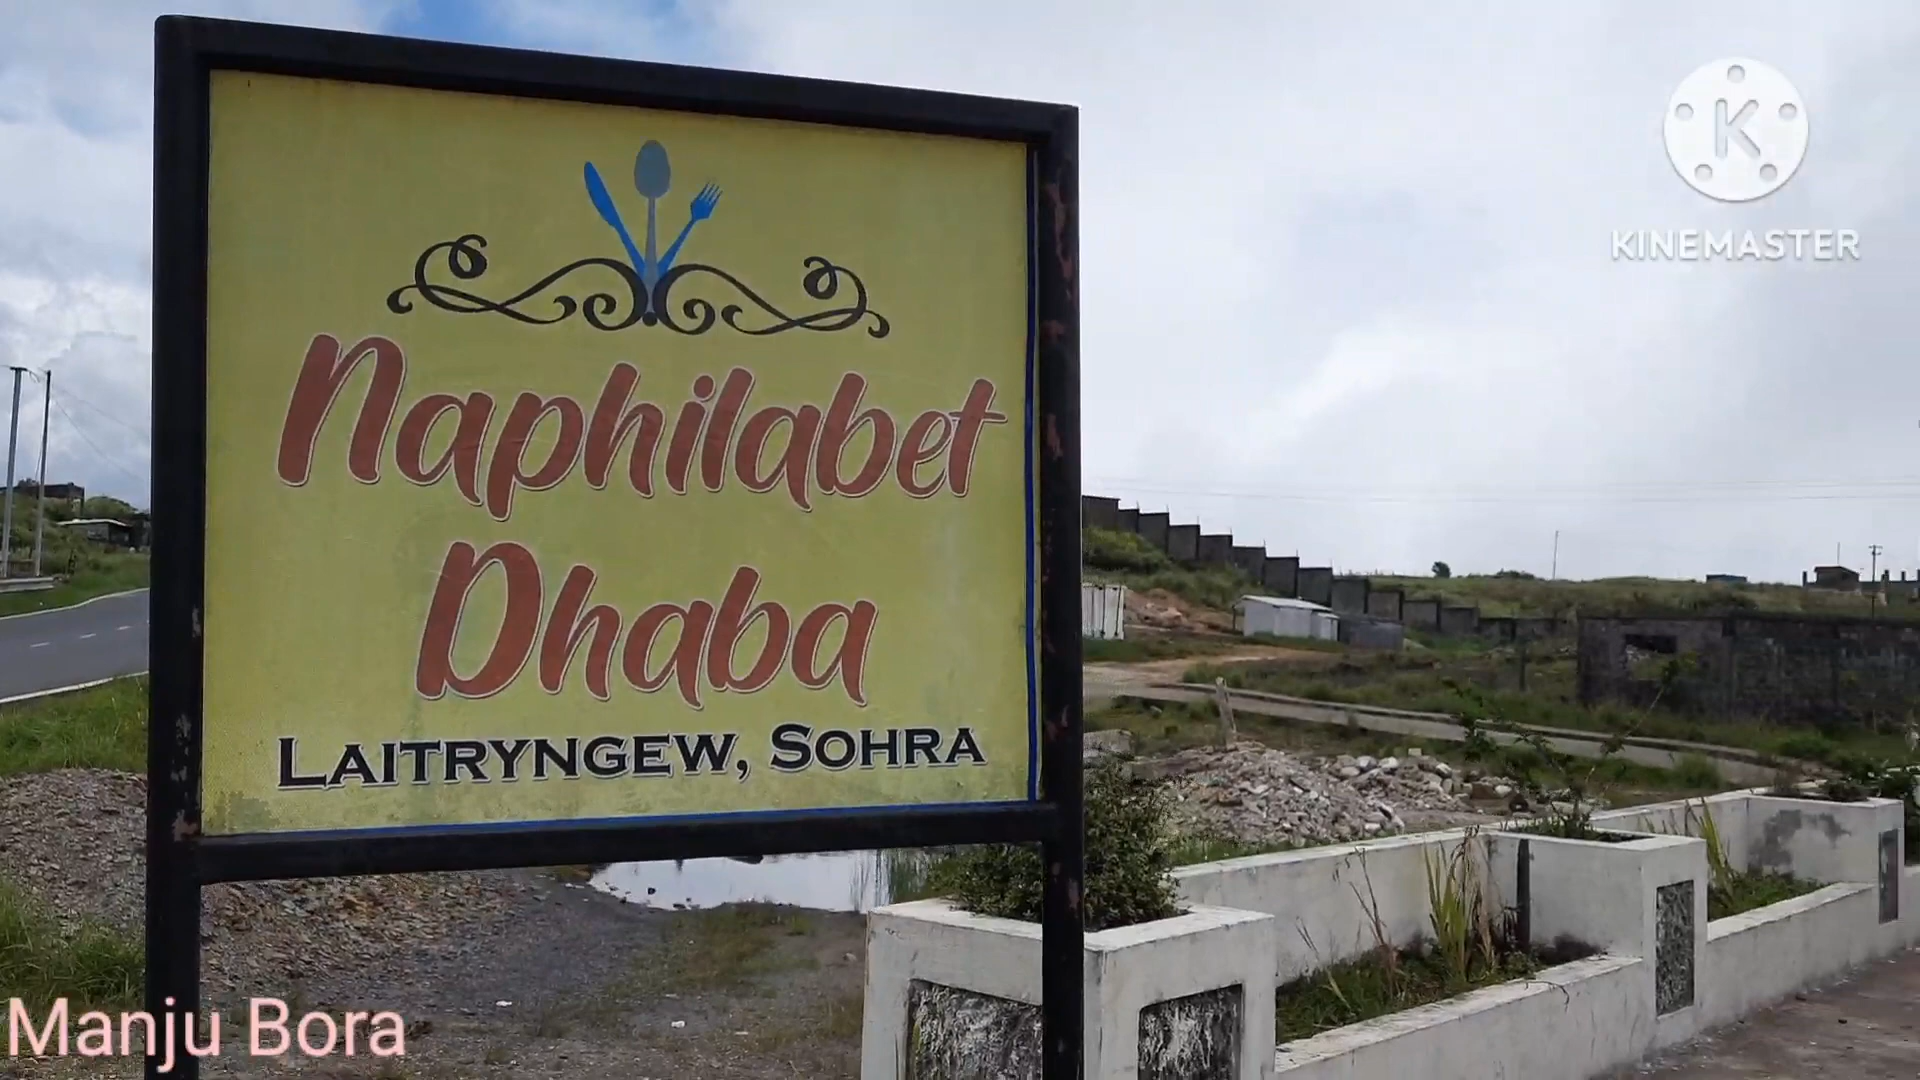 K
KINEMASTER
Naphilabet
Dhaba
LAITRYNGEW, SOHRA
Manju Bora